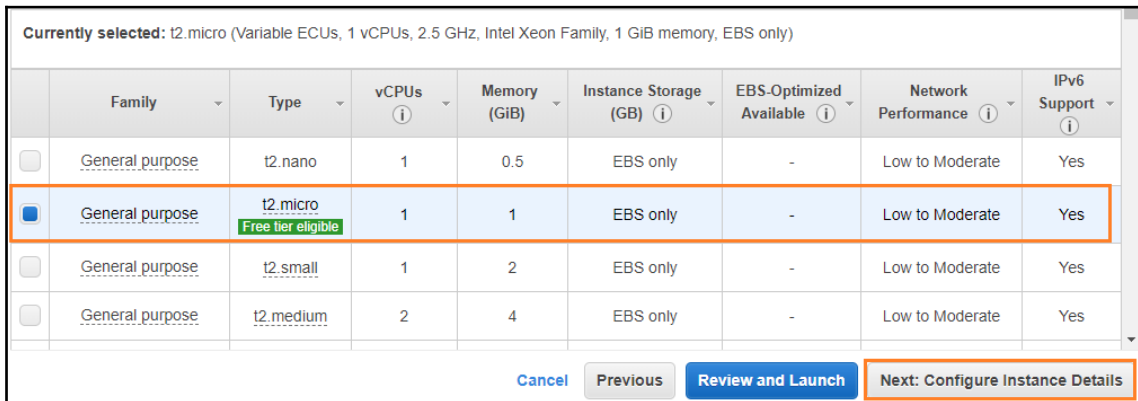 Currently selected: t2.micro (Variable ECUs, 1 vCPUs, 2.5 GHz, Intel Xeon Family, 1 GiB memory, EBS only)
Family Type vCPUs Memory (GiB) Instance Storage (GB) EBS-Optimized Available Network Performance IPv6 Support
General purpose t2.nano 1 0.5 EBS only - Low to Moderate Yes
General purpose t2.micro Free tier eligible 1 1 EBS only - Low to Moderate Yes
General purpose t2.small 1 2 EBS only - Low to Moderate Yes
General purpose t2.medium 2 4 EBS only - Low to Moderate Yes
Cancel Previous Review and Launch Next: Configure Instance Details